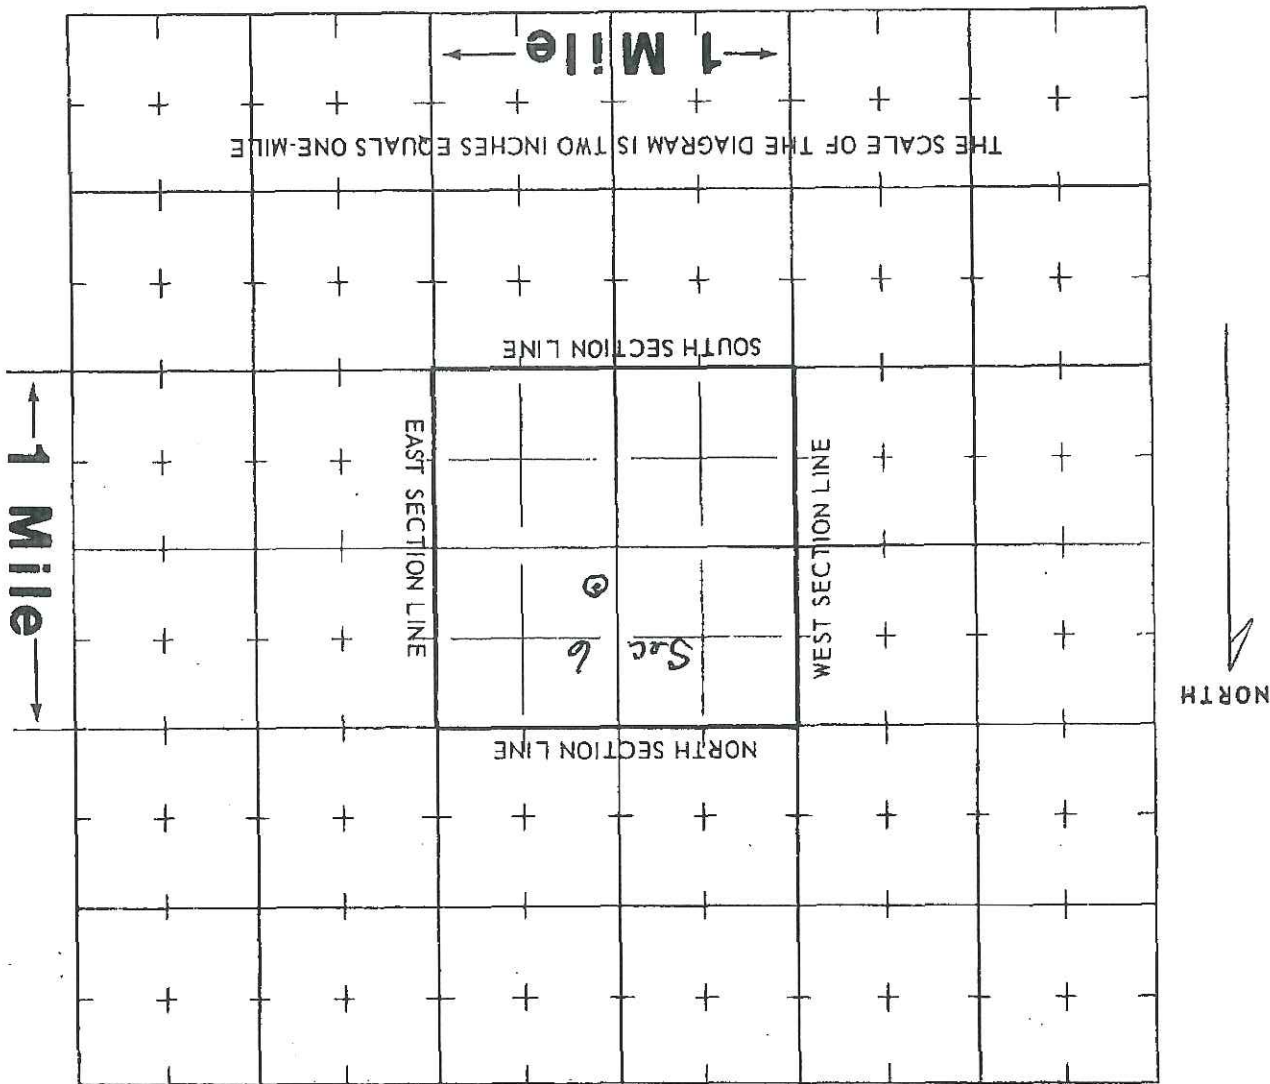 NORTH
NORTH SECTION LINE
WEST SECTION LINE
Sec 6
EAST SECTION LINE
1 Mile
SOUTH SECTION LINE
THE SCALE OF THE DIAGRAM IS TWO INCHES EQUALS ONE-MILE
1 Mile